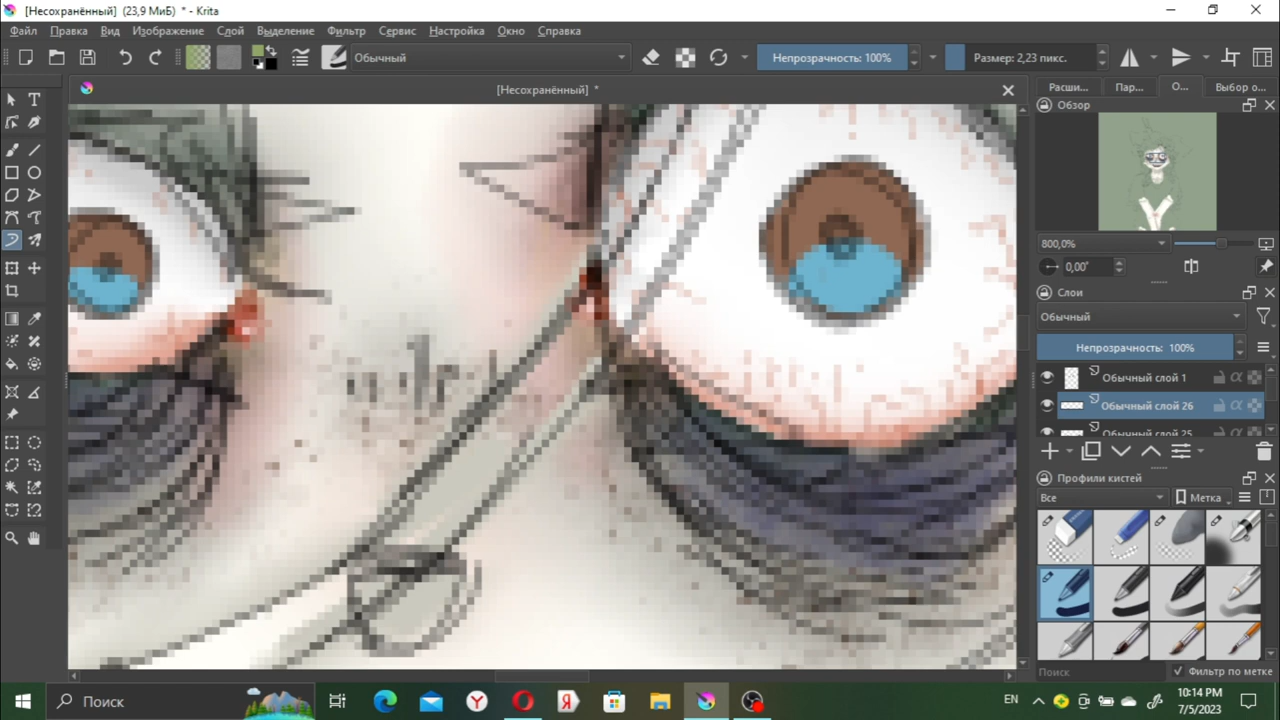 [Несохранённый] (23,9 МиБ) * - Krita
Файл Правка Вид Изображение Слой Выделение Фильтр Сервис Настройка Окно Справка
Обычный Непрозрачность: 100% Размер: 2,23 пикс.
[Несохранённый] *
Расши... Пар... О... Выбор о...
Обзор
800,0%
0,00°
Слои
Обычный
Непрозрачность: 100%
Обычный слой 1
Обычный слой 26
Обычный слой 25
Профили кистей
Все Метка
Поиск Фильтр по метке
Поиск EN 10:14 PM
7/5/2023